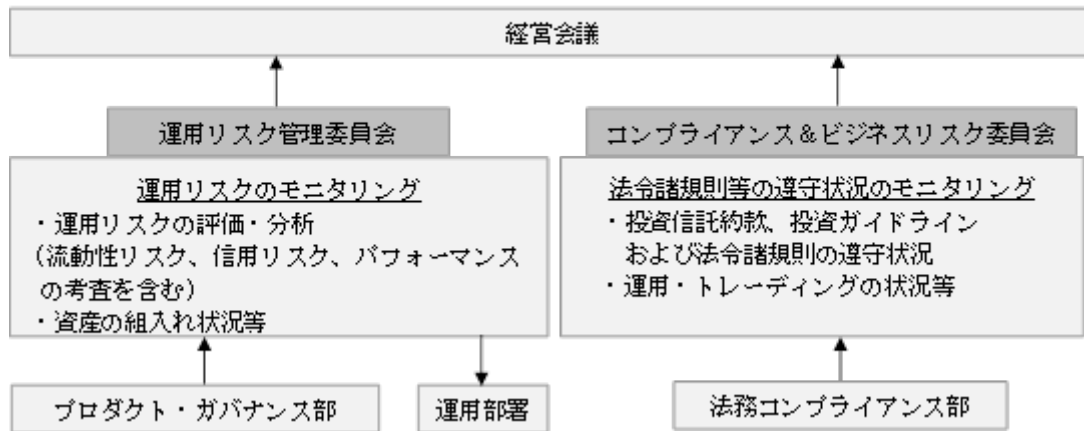 経営会議
運用リスク管理委員会
運用リスクのモニタリング
・運用リスクの評価・分析
(流動性リスク、信用リスク、パフォーマンス
の考査を含む)
・資産の組入れ状況等
プロダクト・ガバナンス部
運用部署
コンプライアンス&ビジネスリスク委員会
法令諸規則等の遵守状況のモニタリング
・投資信託約款、投資ガイドライン
および法令諸規則の遵守状況
・運用・トレーディングの状況等
法務コンプライアンス部